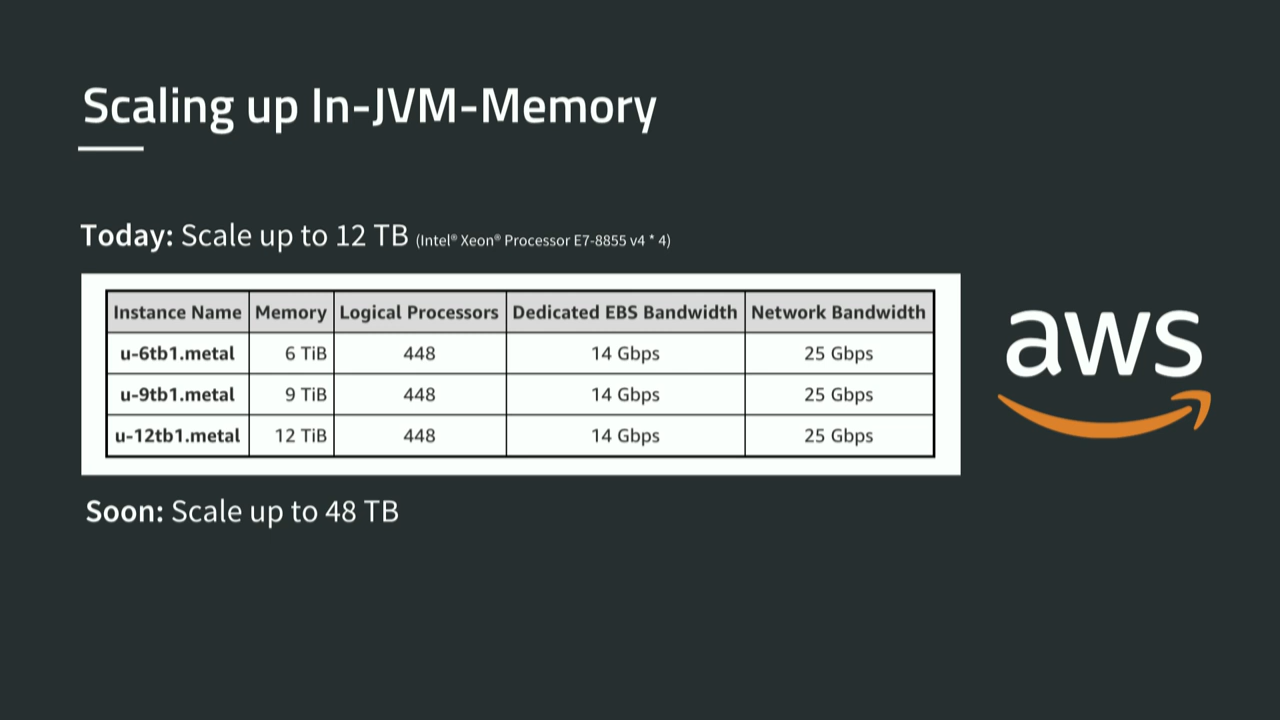 Scaling up In-JVM-Memory
Today: Scale up to 12 TB (Intel® Xeon® Processor E7-8855 v4 * 4)
Instance Name Memory Logical Processors Dedicated EBS Bandwidth Network Bandwidth
u-6tb1.metal 6 TiB 448 14 Gbps 25 Gbps
u-9tb1.metal 9 TiB 448 14 Gbps 25 Gbps
u-12tb1.metal 12 TiB 448 14 Gbps 25 Gbps
aws
Soon: Scale up to 48 TB